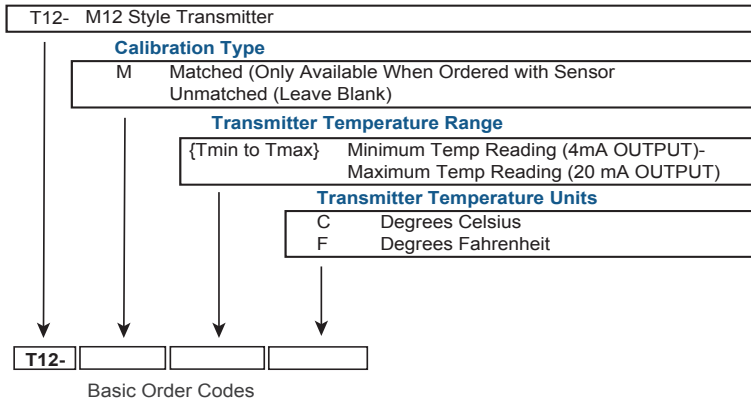 T12- M12 Style Transmitter
Calibration Type
M Matched (Only Available When Ordered with Sensor
Unmatched (Leave Blank)
Transmitter Temperature Range
{Tmin to Tmax} Minimum Temp Reading (4mA OUTPUT)-
Maximum Temp Reading (20 mA OUTPUT)
Transmitter Temperature Units
C Degrees Celsius
F Degrees Fahrenheit
T12-
Basic Order Codes